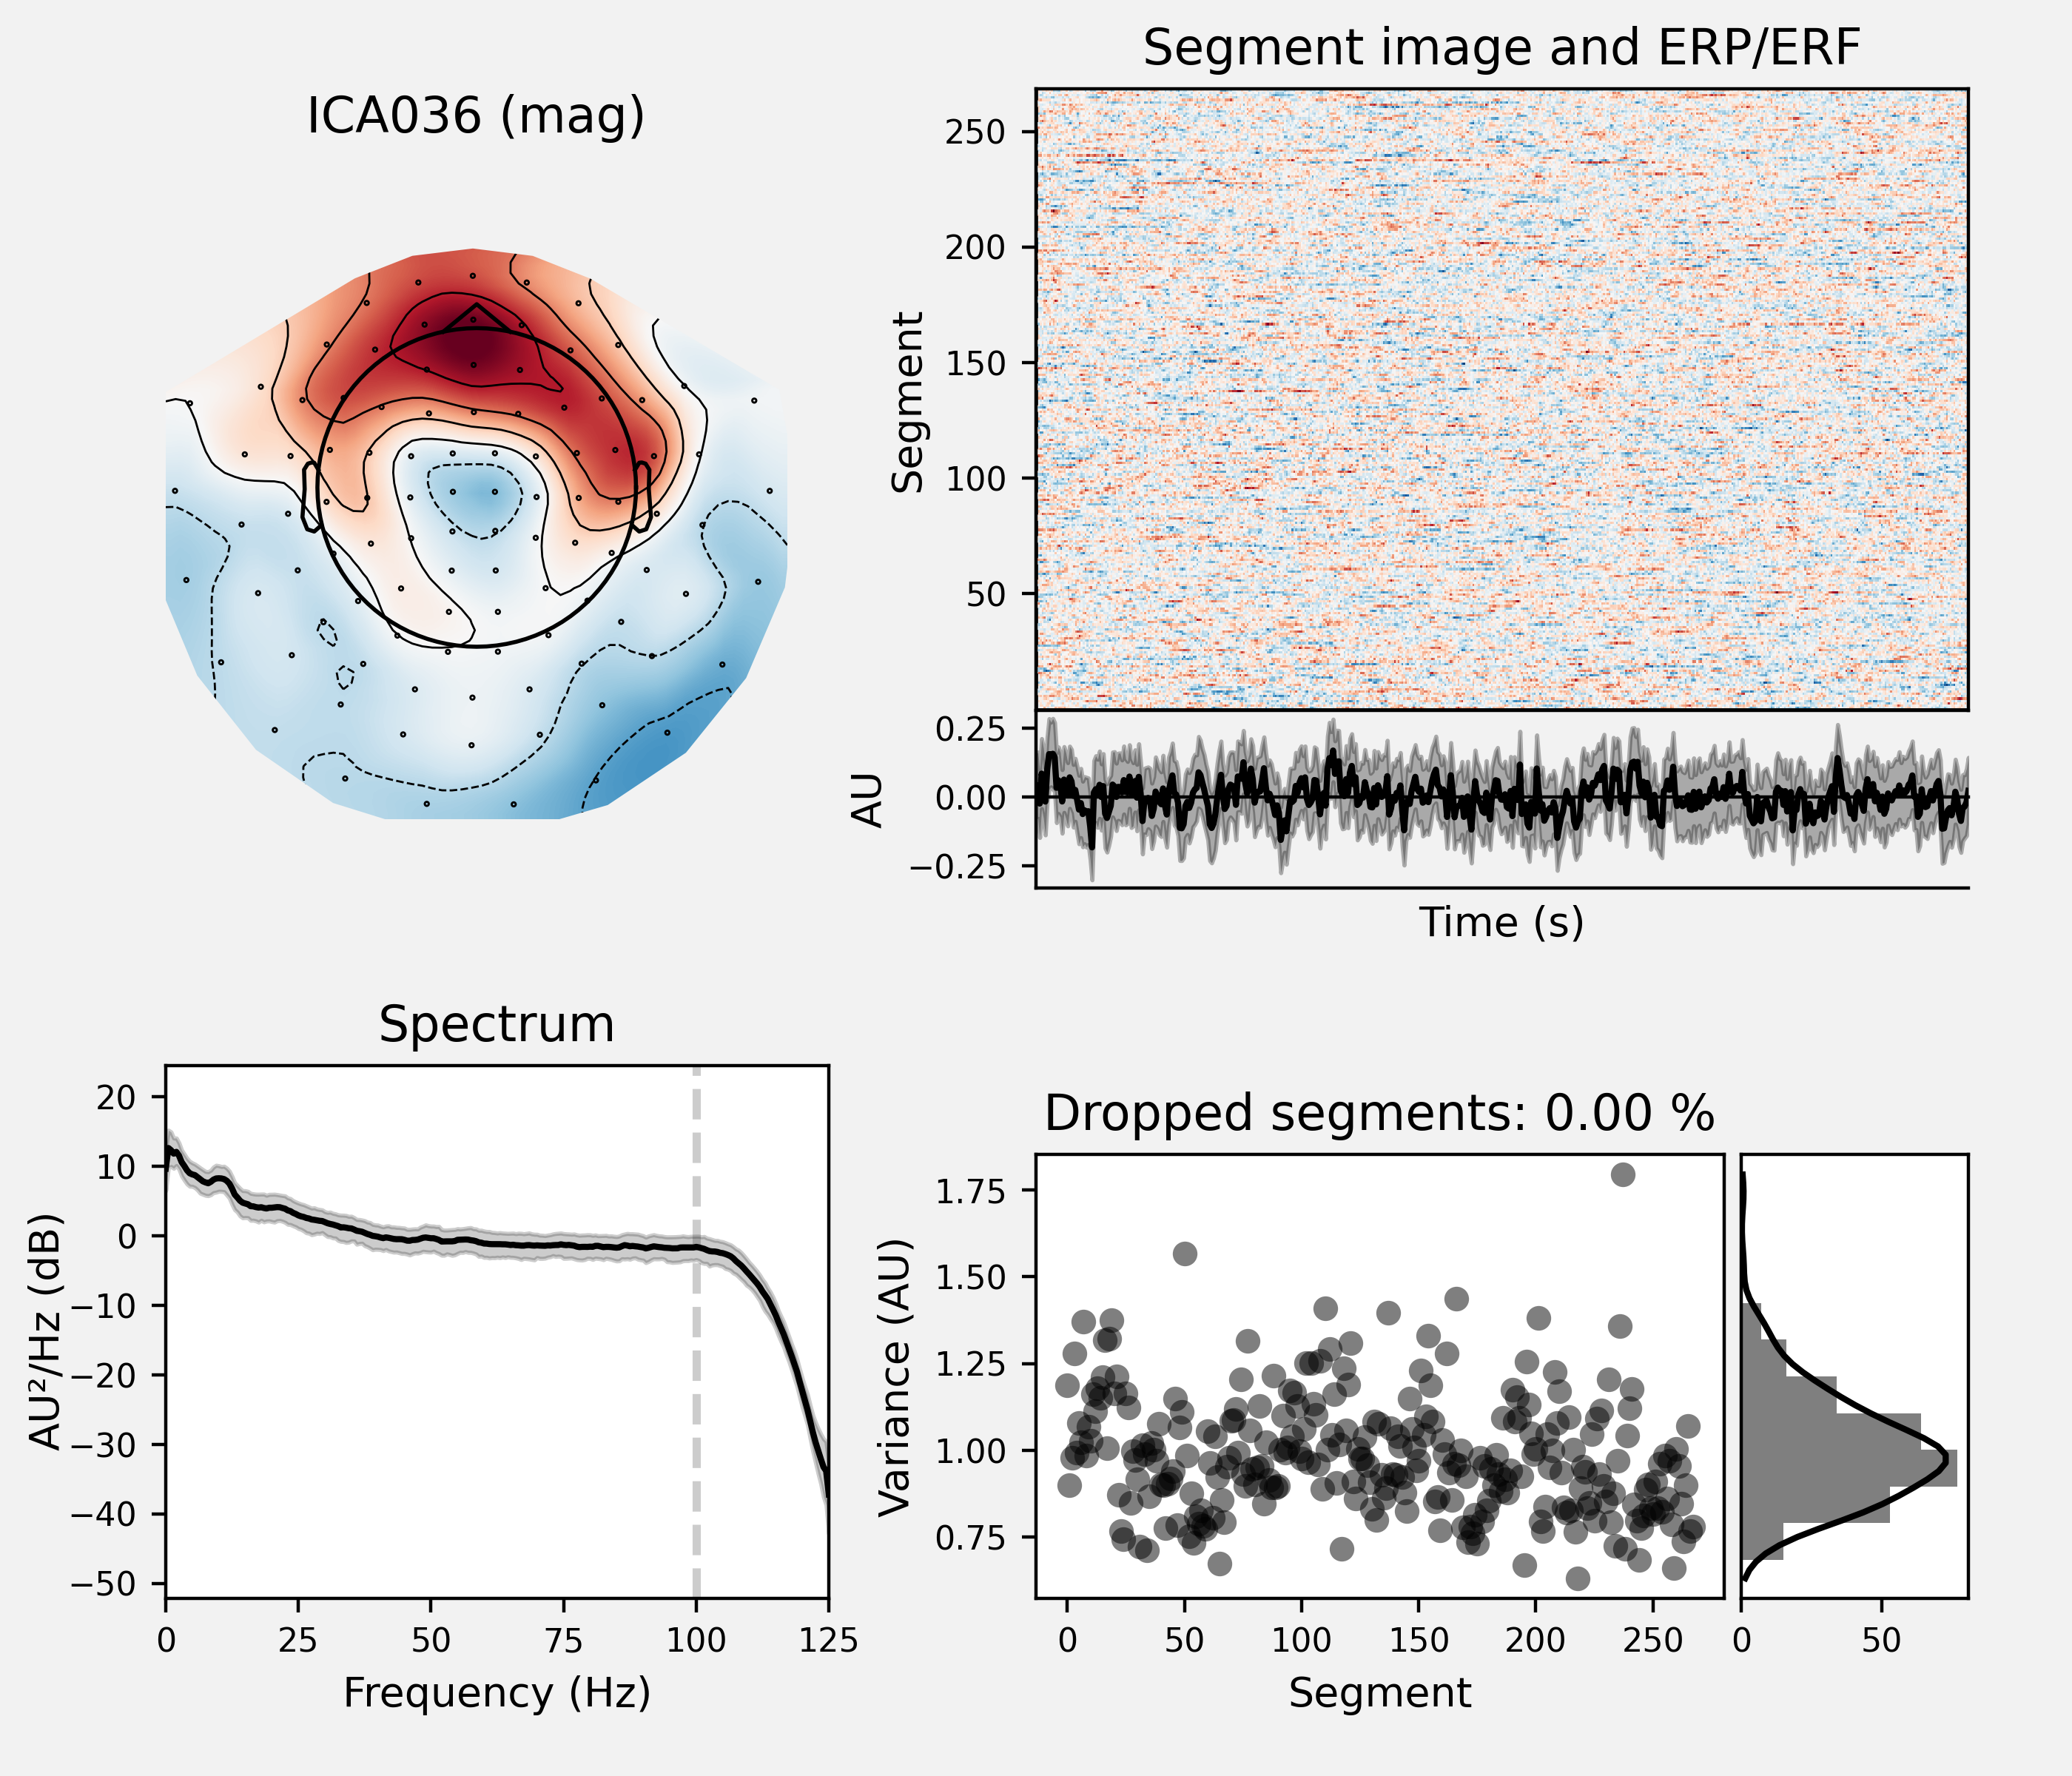 Segment image and ERP/ERF
ICA036 (mag)
250
200
150
100
50
Segment
0.25
0.00
−0.25
AU
Time (s)
Spectrum
20
10
0
−10
−20
−30
−40
−50
AU²/Hz (dB)
0 25 50 75 100 125
Frequency (Hz)
Dropped segments: 0.00 %
1.75
1.50
1.25
1.00
0.75
Variance (AU)
0 50 100 150 200 250
0 50
Segment